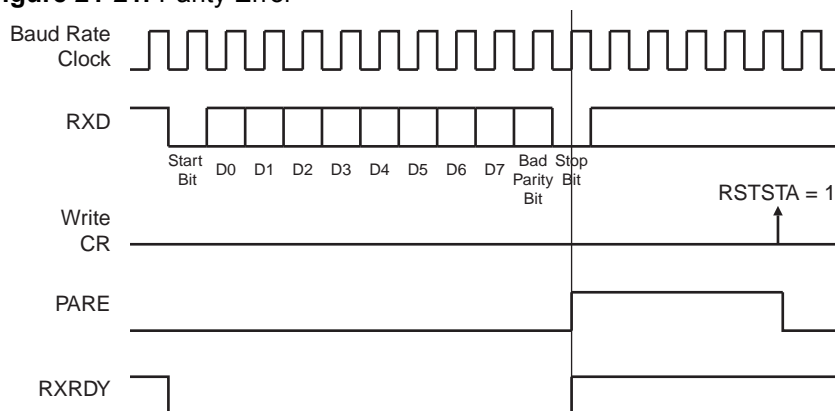 Parity Error
Baud Rate
Clock
RXD
Start
Bit
D0
D1
D2
D3
D4
D5
D6
D7
Bad
Parity
Bit
Stop
Bit
RSTSTA = 1
Write
CR
PARE
RXRDY